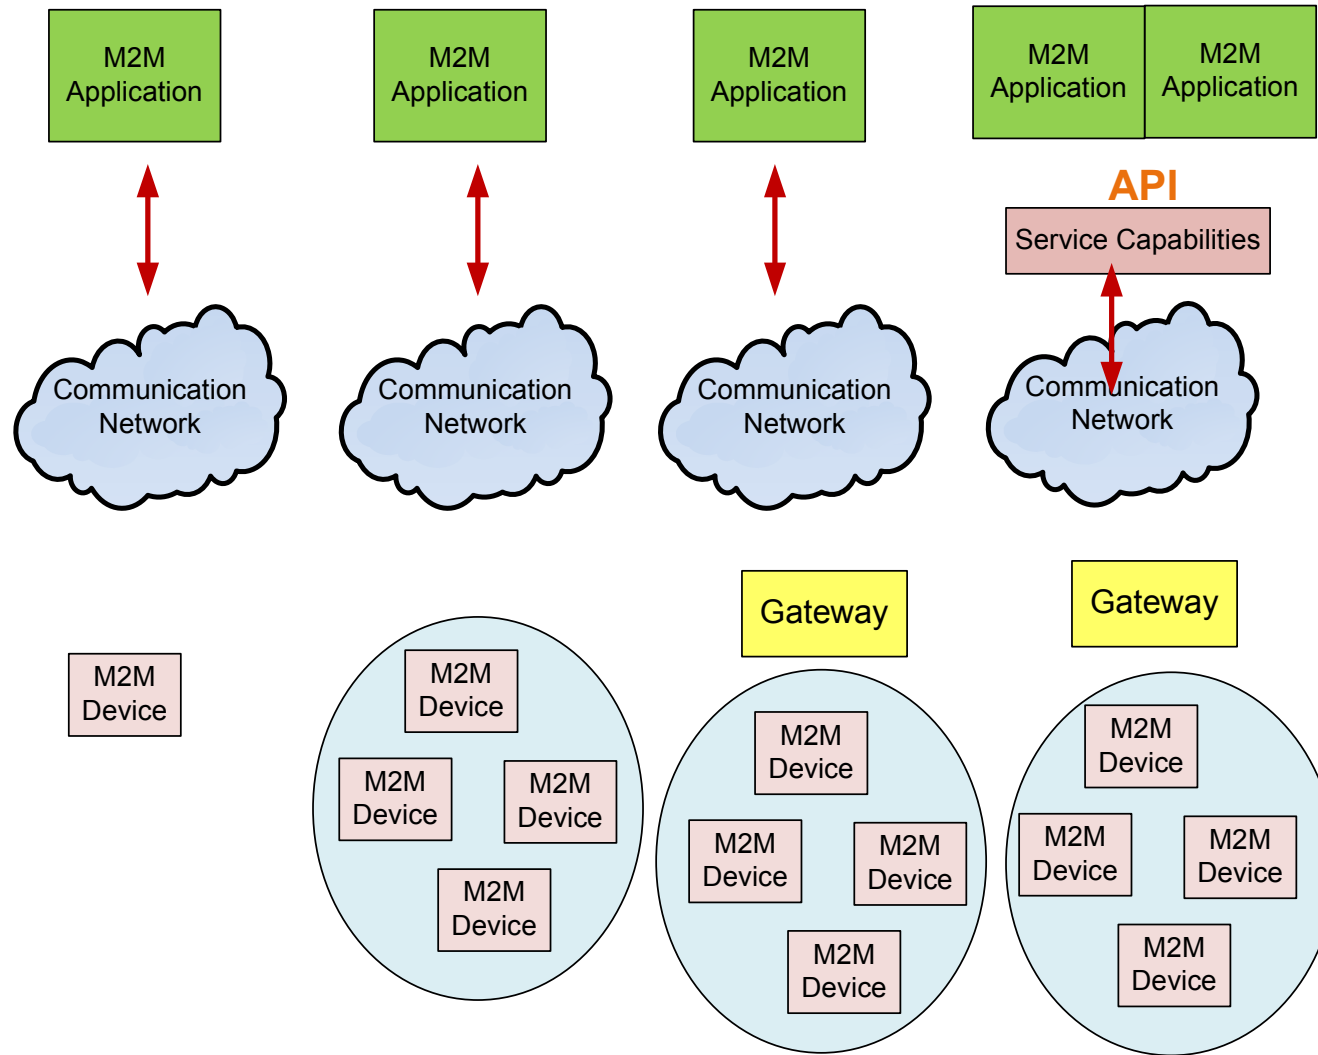 M2M
Application
M2M
Application
M2M
Application
M2M
Application
M2M
Application
API
Service Capabilities
Communication
Network
Communication
Network
Communication
Network
Communication
Network
Gateway
Gateway
M2M
Device
M2M
Device
M2M
Device
M2M
Device
M2M
Device
M2M
Device
M2M
Device
M2M
Device
M2M
Device
M2M
Device
M2M
Device
M2M
Device
M2M
Device